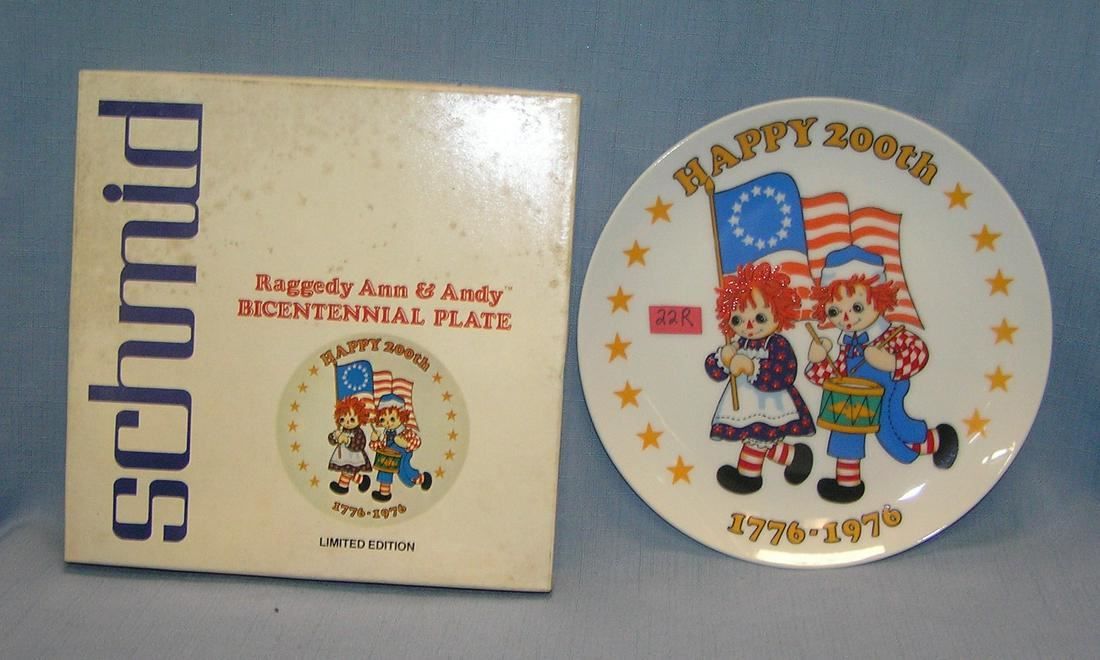 schmid
Raggedy Ann & Andy™
BICENTENNIAL PLATE
HAPPY 200th
1776-1976
LIMITED EDITION
HAPPY 200th
22R
1776-1976